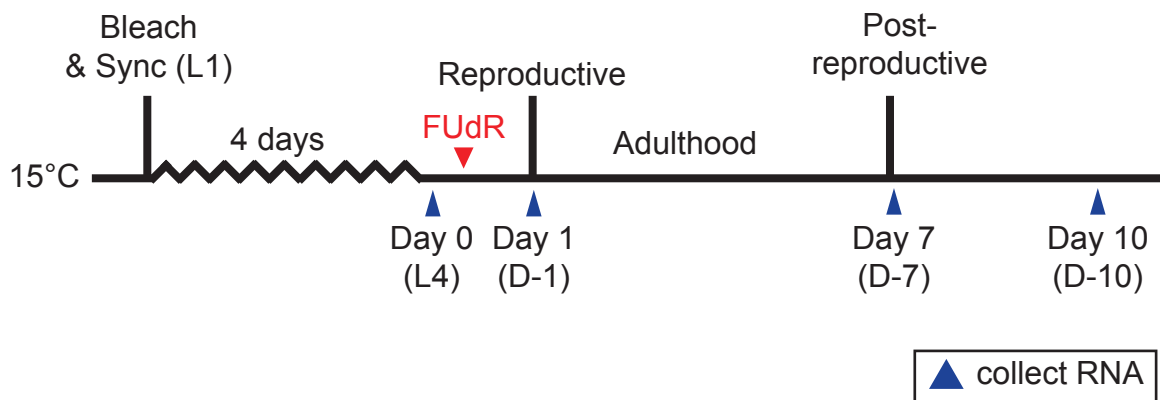 Bleach
& Sync (L1)
Reproductive
Post-
reproductive
4 days
FUdR
Adulthood
15°C
Day 0
(L4)
Day 1
(D-1)
Day 7
(D-7)
Day 10
(D-10)
collect RNA